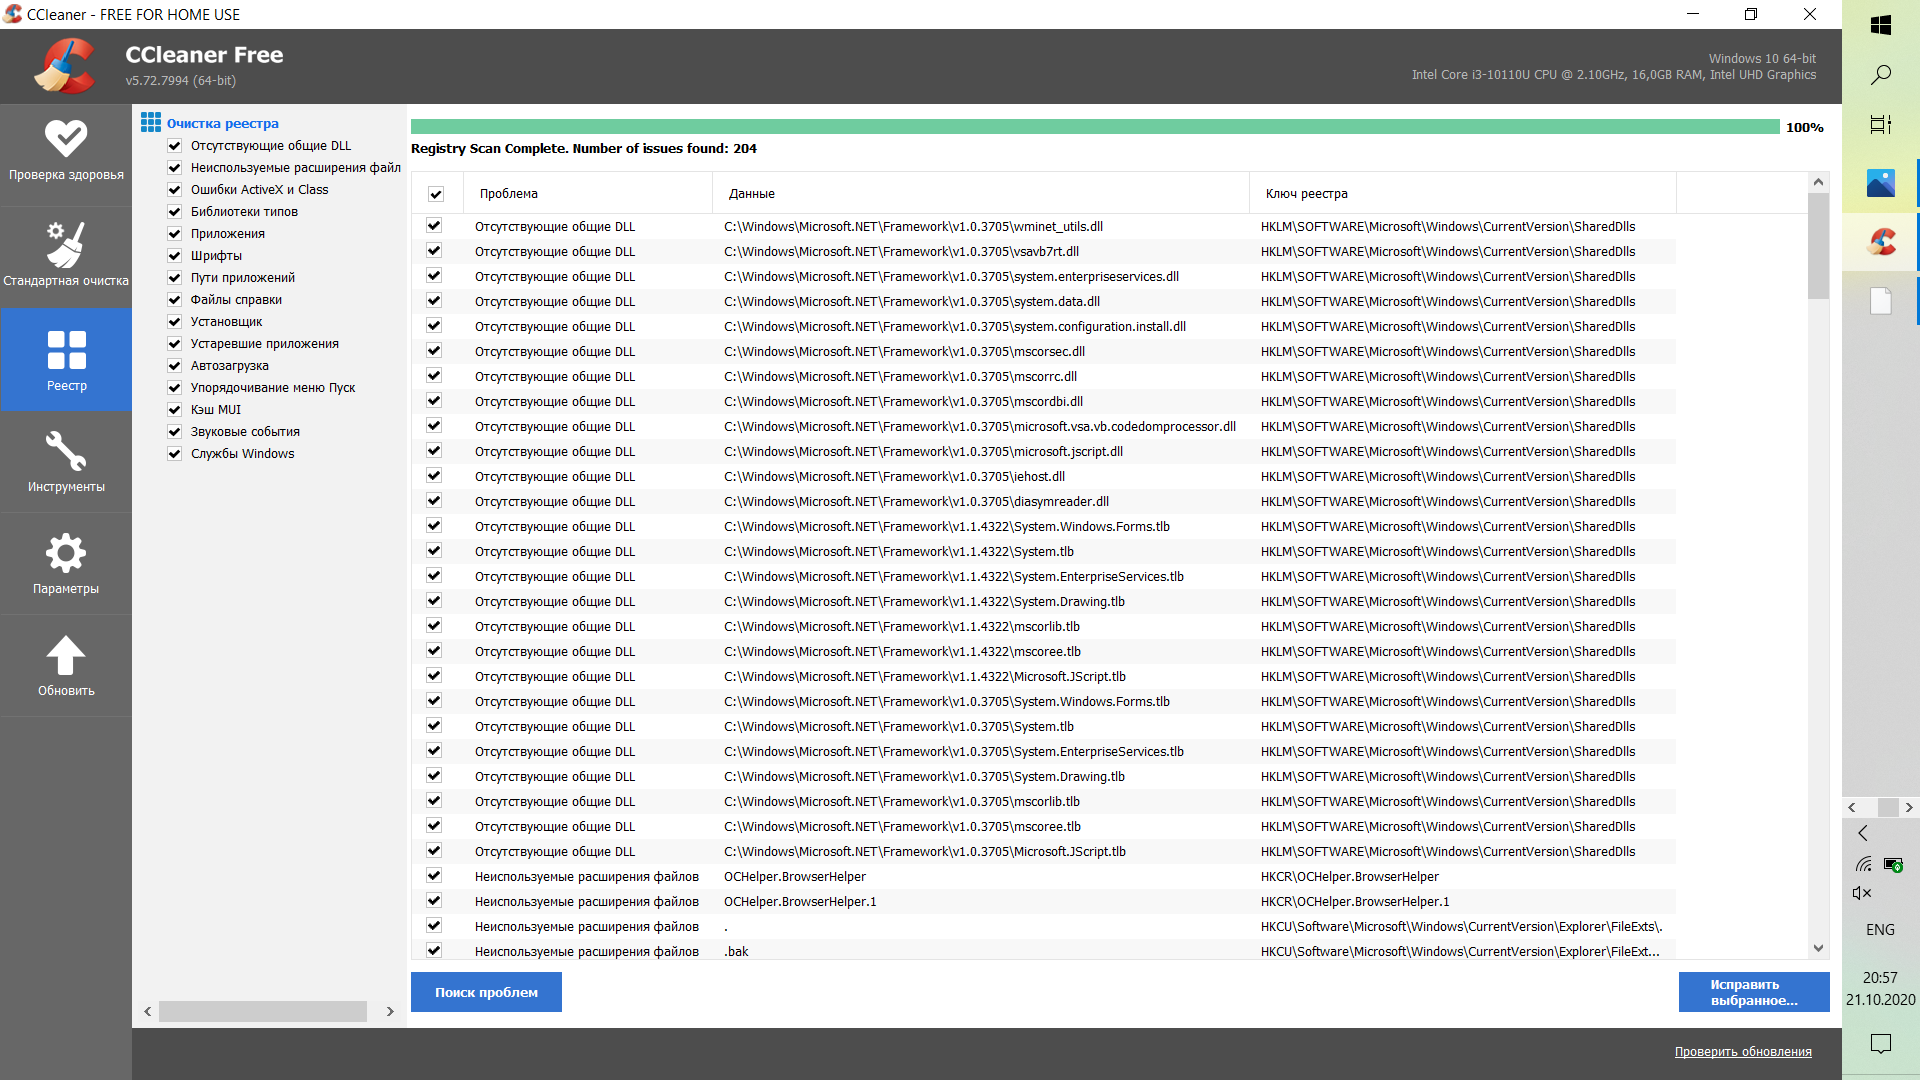 CCleaner - FREE FOR HOME USE
CCleaner Free
v5.72.7994 (64-bit)
Windows 10 64-bit
Intel Core i3-10110U CPU @ 2.10GHz, 16,0GB RAM, Intel UHD Graphics
Проверка здоровья
Стандартная очистка
Реестр
Инструменты
Параметры
Обновить
Очистка реестра
Отсутствующие общие DLL
Неиспользуемые расширения файл
Ошибки ActiveX и Class
Библиотеки типов
Приложения
Шрифты
Пути приложений
Файлы справки
Установщик
Устаревшие приложения
Автозагрузка
Упорядочивание меню Пуск
Кэш MUI
Звуковые события
Службы Windows
100%
Registry Scan Complete. Number of issues found: 204
Проблема Данные Ключ реестра
Отсутствующие общие DLL C:\Windows\Microsoft.NET\Framework\v1.0.3705\wminet_utils.dll HKLM\SOFTWARE\Microsoft\Windows\CurrentVersion\SharedDlls
Отсутствующие общие DLL C:\Windows\Microsoft.NET\Framework\v1.0.3705\vsavb7rt.dll HKLM\SOFTWARE\Microsoft\Windows\CurrentVersion\SharedDlls
Отсутствующие общие DLL C:\Windows\Microsoft.NET\Framework\v1.0.3705\system.enterpriseservices.dll HKLM\SOFTWARE\Microsoft\Windows\CurrentVersion\SharedDlls
Отсутствующие общие DLL C:\Windows\Microsoft.NET\Framework\v1.0.3705\system.data.dll HKLM\SOFTWARE\Microsoft\Windows\CurrentVersion\SharedDlls
Отсутствующие общие DLL C:\Windows\Microsoft.NET\Framework\v1.0.3705\system.configuration.install.dll HKLM\SOFTWARE\Microsoft\Windows\CurrentVersion\SharedDlls
Отсутствующие общие DLL C:\Windows\Microsoft.NET\Framework\v1.0.3705\mscorsec.dll HKLM\SOFTWARE\Microsoft\Windows\CurrentVersion\SharedDlls
Отсутствующие общие DLL C:\Windows\Microsoft.NET\Framework\v1.0.3705\mscorrc.dll HKLM\SOFTWARE\Microsoft\Windows\CurrentVersion\SharedDlls
Отсутствующие общие DLL C:\Windows\Microsoft.NET\Framework\v1.0.3705\mscordbi.dll HKLM\SOFTWARE\Microsoft\Windows\CurrentVersion\SharedDlls
Отсутствующие общие DLL C:\Windows\Microsoft.NET\Framework\v1.0.3705\microsoft.vsa.vb.codedomprocessor.dll HKLM\SOFTWARE\Microsoft\Windows\CurrentVersion\SharedDlls
Отсутствующие общие DLL C:\Windows\Microsoft.NET\Framework\v1.0.3705\microsoft.jscript.dll HKLM\SOFTWARE\Microsoft\Windows\CurrentVersion\SharedDlls
Отсутствующие общие DLL C:\Windows\Microsoft.NET\Framework\v1.0.3705\iehost.dll HKLM\SOFTWARE\Microsoft\Windows\CurrentVersion\SharedDlls
Отсутствующие общие DLL C:\Windows\Microsoft.NET\Framework\v1.0.3705\diasymreader.dll HKLM\SOFTWARE\Microsoft\Windows\CurrentVersion\SharedDlls
Отсутствующие общие DLL C:\Windows\Microsoft.NET\Framework\v1.1.4322\System.Windows.Forms.tlb HKLM\SOFTWARE\Microsoft\Windows\CurrentVersion\SharedDlls
Отсутствующие общие DLL C:\Windows\Microsoft.NET\Framework\v1.1.4322\System.tlb HKLM\SOFTWARE\Microsoft\Windows\CurrentVersion\SharedDlls
Отсутствующие общие DLL C:\Windows\Microsoft.NET\Framework\v1.1.4322\System.EnterpriseServices.tlb HKLM\SOFTWARE\Microsoft\Windows\CurrentVersion\SharedDlls
Отсутствующие общие DLL C:\Windows\Microsoft.NET\Framework\v1.1.4322\System.Drawing.tlb HKLM\SOFTWARE\Microsoft\Windows\CurrentVersion\SharedDlls
Отсутствующие общие DLL C:\Windows\Microsoft.NET\Framework\v1.1.4322\mscorlib.tlb HKLM\SOFTWARE\Microsoft\Windows\CurrentVersion\SharedDlls
Отсутствующие общие DLL C:\Windows\Microsoft.NET\Framework\v1.1.4322\mscoree.tlb HKLM\SOFTWARE\Microsoft\Windows\CurrentVersion\SharedDlls
Отсутствующие общие DLL C:\Windows\Microsoft.NET\Framework\v1.1.4322\Microsoft.JScript.tlb HKLM\SOFTWARE\Microsoft\Windows\CurrentVersion\SharedDlls
Отсутствующие общие DLL C:\Windows\Microsoft.NET\Framework\v1.0.3705\System.Windows.Forms.tlb HKLM\SOFTWARE\Microsoft\Windows\CurrentVersion\SharedDlls
Отсутствующие общие DLL C:\Windows\Microsoft.NET\Framework\v1.0.3705\System.tlb HKLM\SOFTWARE\Microsoft\Windows\CurrentVersion\SharedDlls
Отсутствующие общие DLL C:\Windows\Microsoft.NET\Framework\v1.0.3705\System.EnterpriseServices.tlb HKLM\SOFTWARE\Microsoft\Windows\CurrentVersion\SharedDlls
Отсутствующие общие DLL C:\Windows\Microsoft.NET\Framework\v1.0.3705\System.Drawing.tlb HKLM\SOFTWARE\Microsoft\Windows\CurrentVersion\SharedDlls
Отсутствующие общие DLL C:\Windows\Microsoft.NET\Framework\v1.0.3705\mscorlib.tlb HKLM\SOFTWARE\Microsoft\Windows\CurrentVersion\SharedDlls
Отсутствующие общие DLL C:\Windows\Microsoft.NET\Framework\v1.0.3705\mscoree.tlb HKLM\SOFTWARE\Microsoft\Windows\CurrentVersion\SharedDlls
Отсутствующие общие DLL C:\Windows\Microsoft.NET\Framework\v1.0.3705\Microsoft.JScript.tlb HKLM\SOFTWARE\Microsoft\Windows\CurrentVersion\SharedDlls
Неиспользуемые расширения файлов OCHelper.BrowserHelper HKCR\OCHelper.BrowserHelper
Неиспользуемые расширения файлов OCHelper.BrowserHelper.1 HKCR\OCHelper.BrowserHelper.1
Неиспользуемые расширения файлов . HKCU\Software\Microsoft\Windows\CurrentVersion\Explorer\FileExts\.
Неиспользуемые расширения файлов .bak HKCU\Software\Microsoft\Windows\CurrentVersion\Explorer\FileExt...
Поиск проблем
Исправить
выбранное...
Проверить обновления
ENG
20:57
21.10.2020